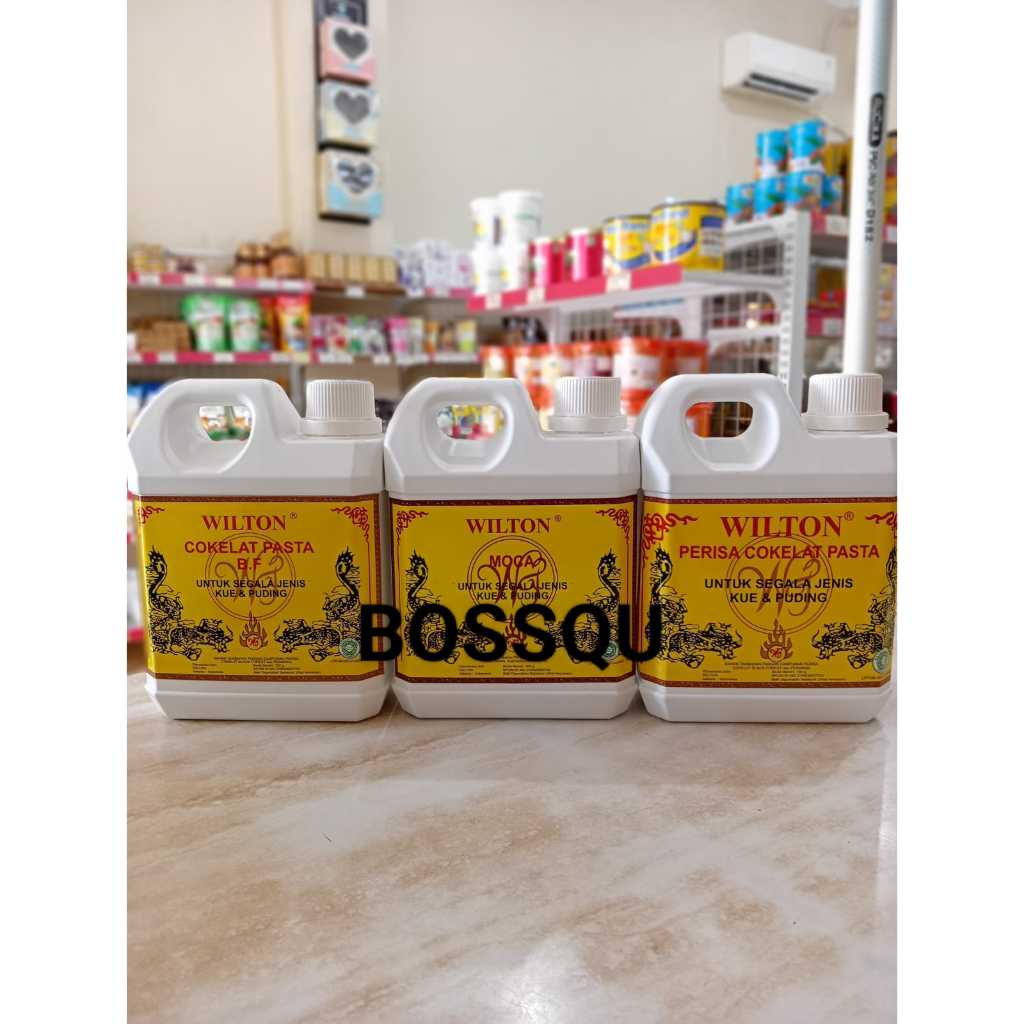 WILTON®
COKELAT PASTA
B.F
UNTUK SEGALA JENIS
KUE & PUDING
WILTON®
MOCA
UNTUK SEGALA JENIS
KUE & PUDING
WILTON®
PERISA COKELAT PASTA
UNTUK SEGALA JENIS
KUE & PUDING
BOSSQU